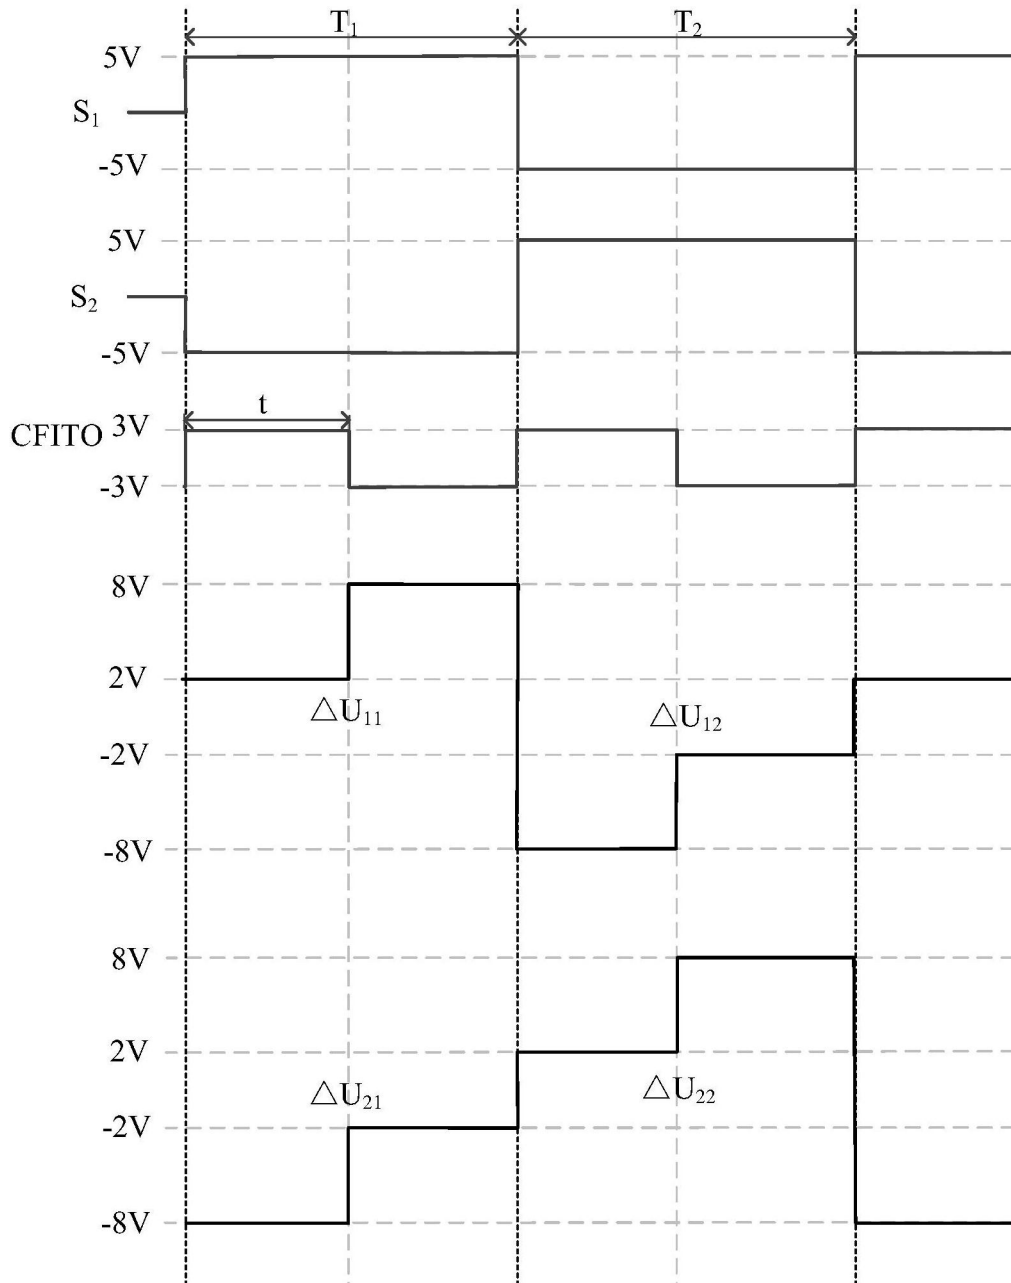 T₁ T₂
5V
S₁
-5V
5V
S₂
-5V
t
CFITO 3V
-3V
8V
2V
△U₁₁ △U₁₂
-2V
-8V
8V
2V
△U₂₁ △U₂₂
-2V
-8V